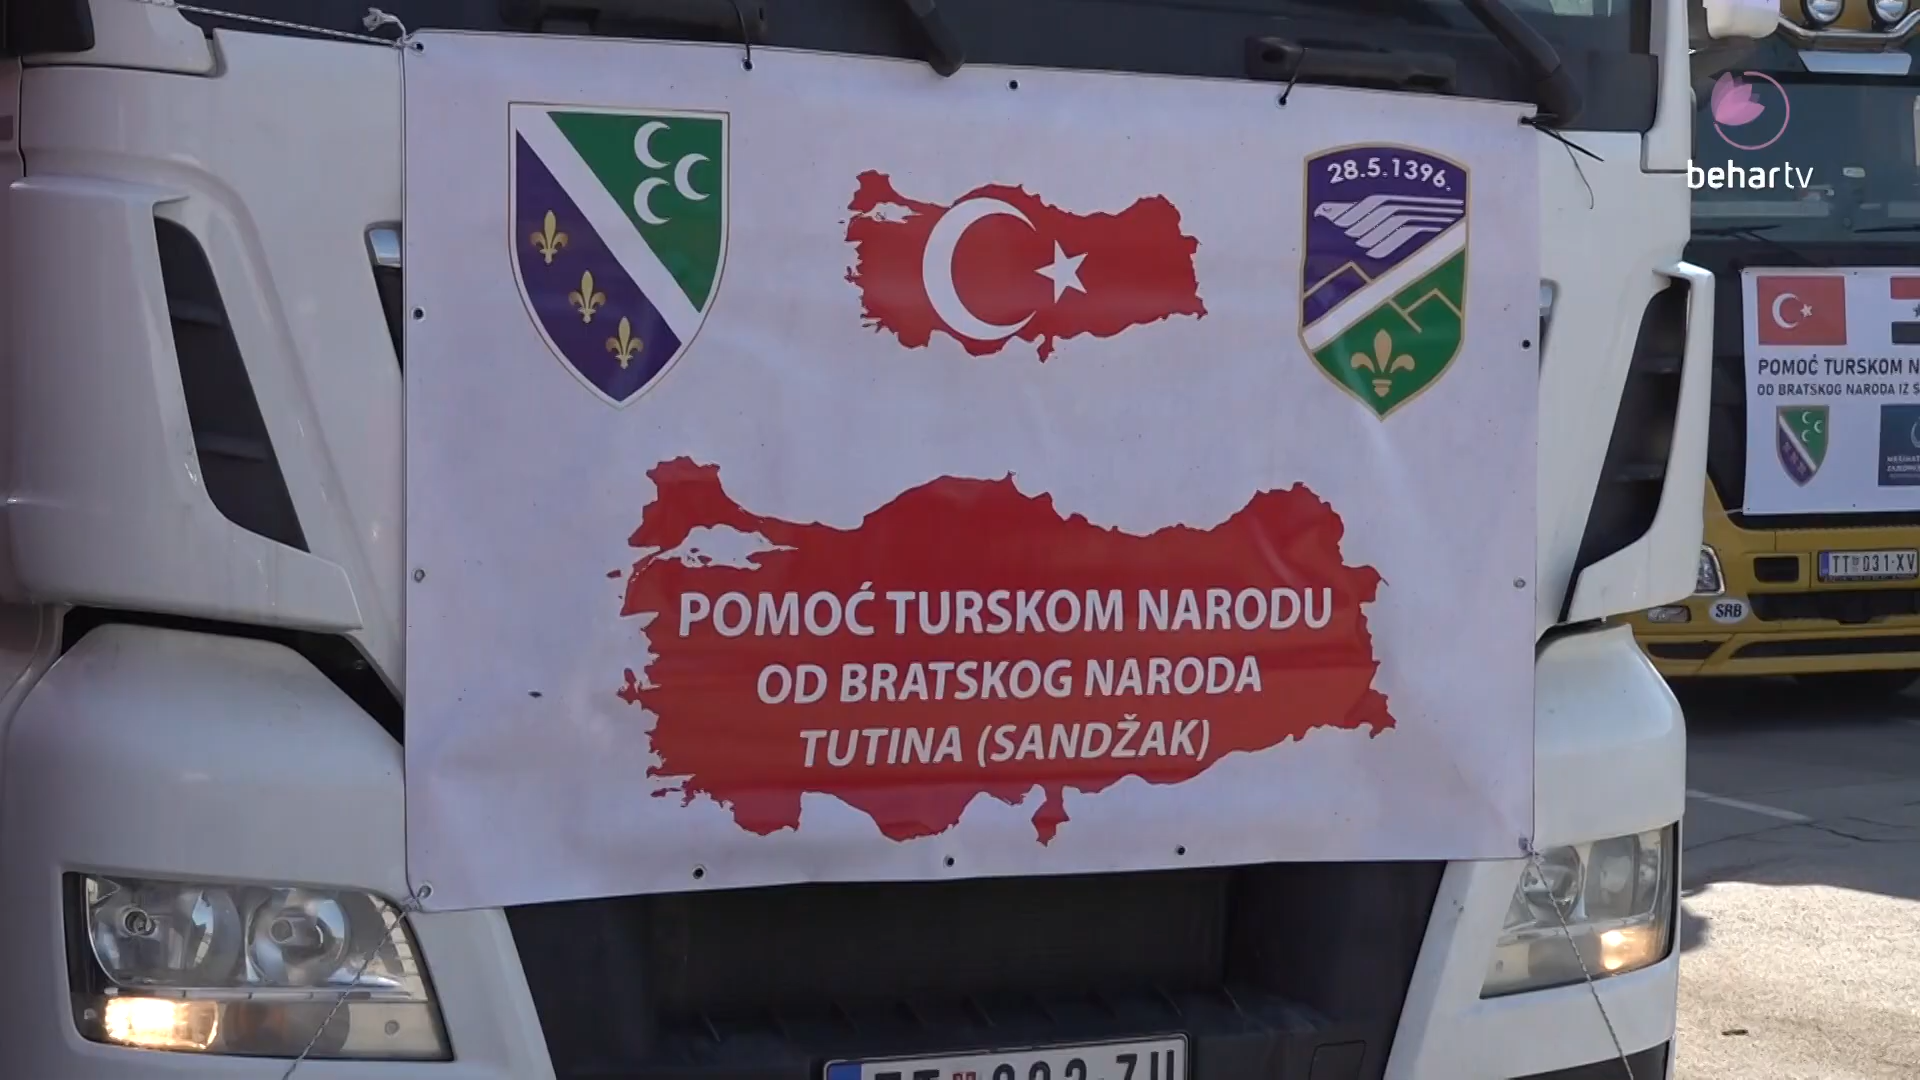 behartv
28.5.1396.
POMOĆ TURSKOM NARODU
OD BRATSKOG NARODA
TUTINA (SANDŽAK)
POMOĆ TURSKOM N
OD BRATSKOG NARODA IZ S
TT 031-XV
SRB